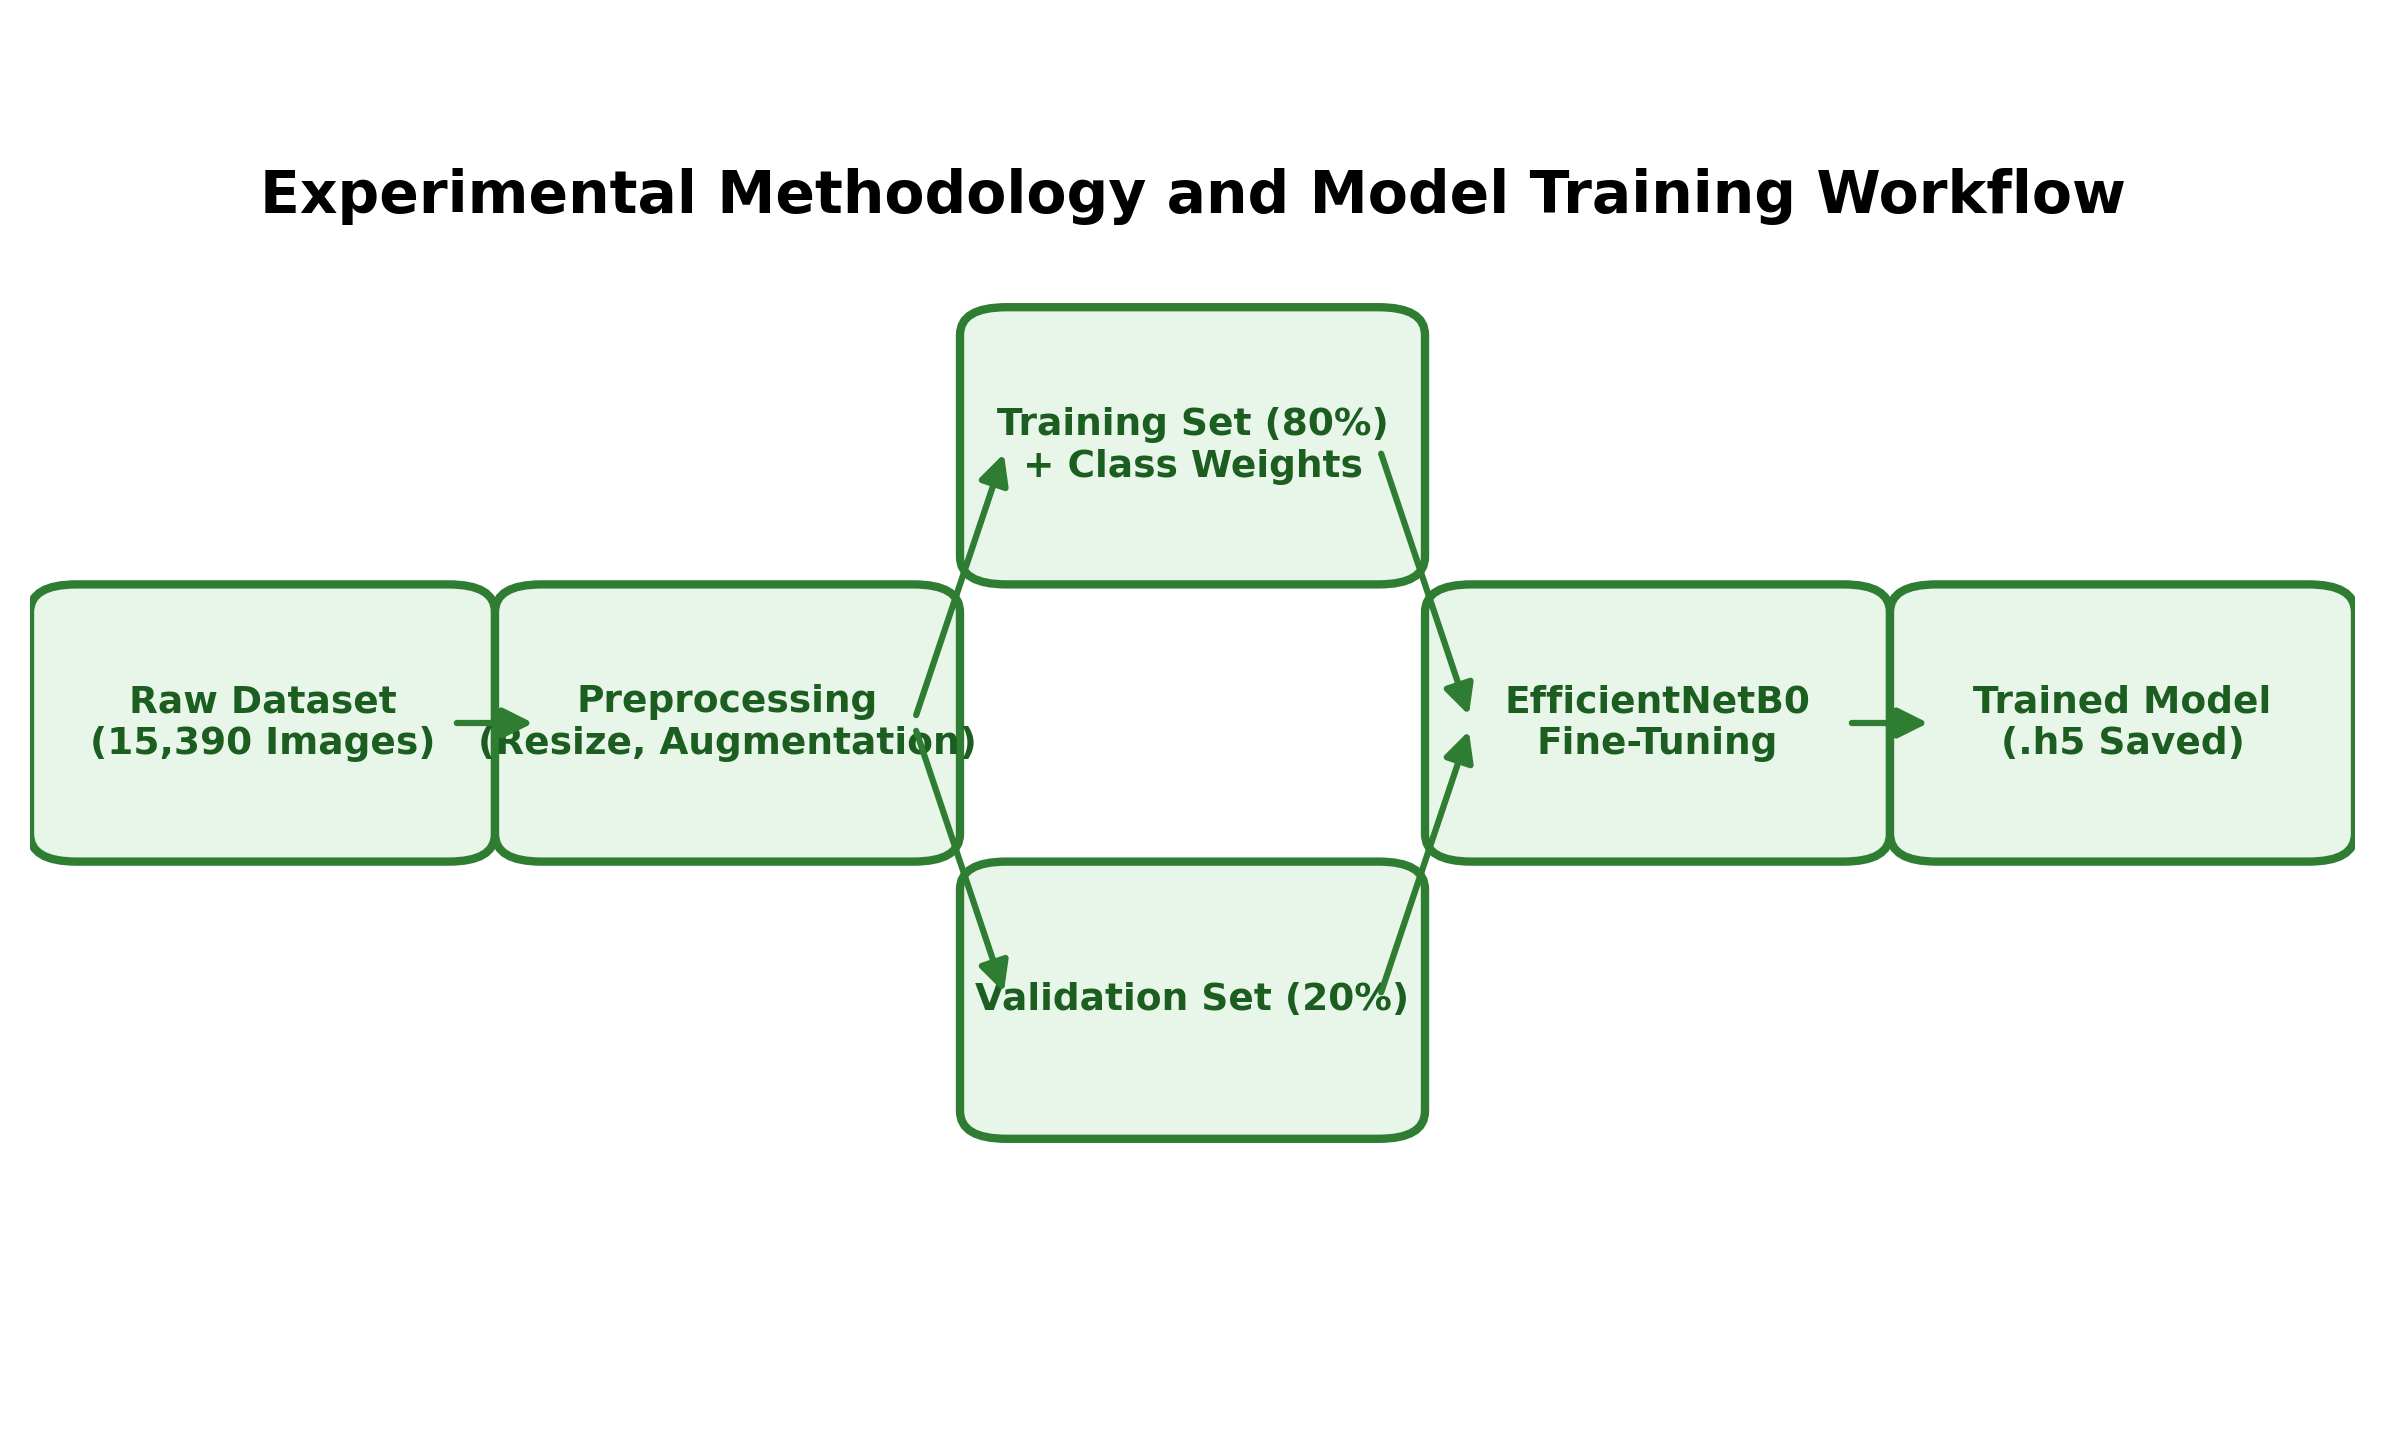 Experimental Methodology and Model Training Workflow
Training Set (80%)
+ Class Weights
Raw Dataset
(15,390 Images)
Preprocessing
(Resize, Augmentation)
EfficientNetB0
Fine-Tuning
Trained Model
(.h5 Saved)
Validation Set (20%)